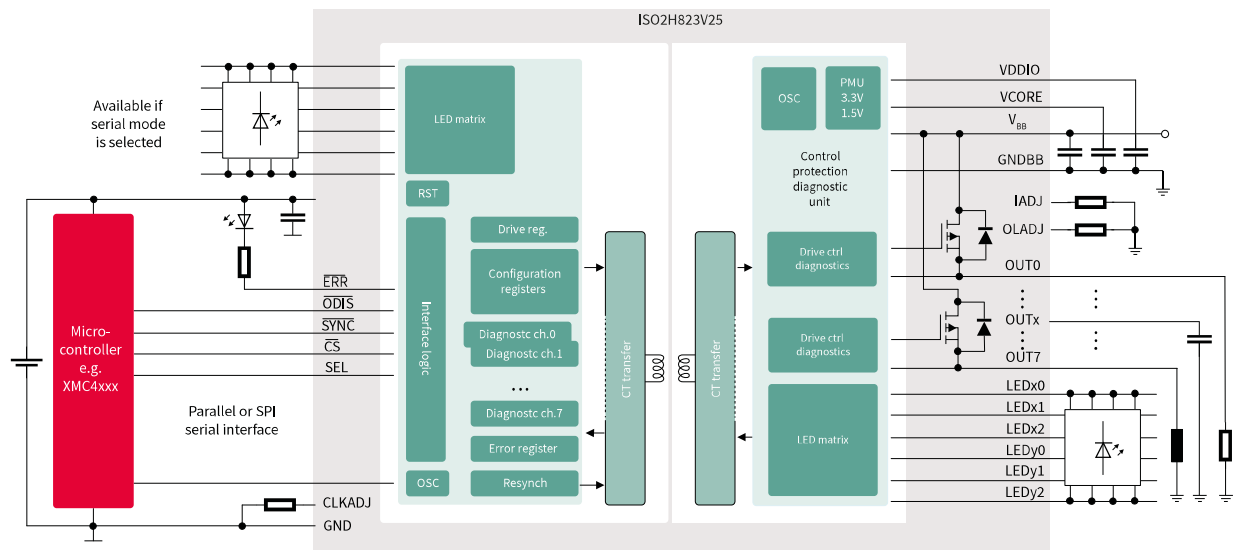 ISO2H823V25
Available if
serial mode
is selected
LED matrix
RST
Interface logic
OSC
Drive reg.
Configuration
registers
Diagnostc ch.0
Diagnostc ch.1
...
Diagnostc ch.7
Error register
Resynch
CT transfer
CT transfer
OSC
PMU
3.3V
1.5V
Control
protection
diagnostic
unit
Drive ctrl
diagnostics
Drive ctrl
diagnostics
LED matrix
Micro-
controller
e.g.
XMC4xxx
ERR
ODIS
SYNC
CS
SEL
Parallel or SPI
serial interface
CLKADJ
GND
VDDIO
VCORE
VBB
GNDBB
IADJ
OLADJ
OUT0
OUTx
OUT7
LEDx0
LEDx1
LEDx2
LEDy0
LEDy1
LEDy2